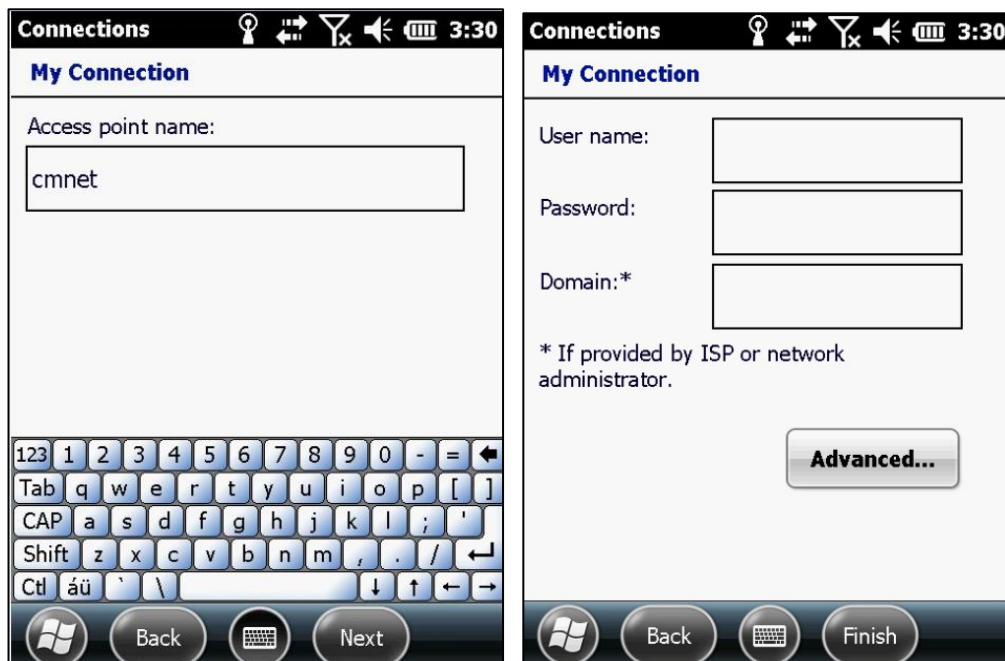 Connections 3:30
My Connection
Access point name:
cmnet
123 1 2 3 4 5 6 7 8 9 0 - =
Tab q w e r t y u i o p [ ]
CAP a s d f g h j k l ; '
Shift z x c v b n m , . /
Ctl áü ` \
Back Next
Connections 3:30
My Connection
User name:
Password:
Domain:*
* If provided by ISP or network
administrator.
Advanced...
Back Finish